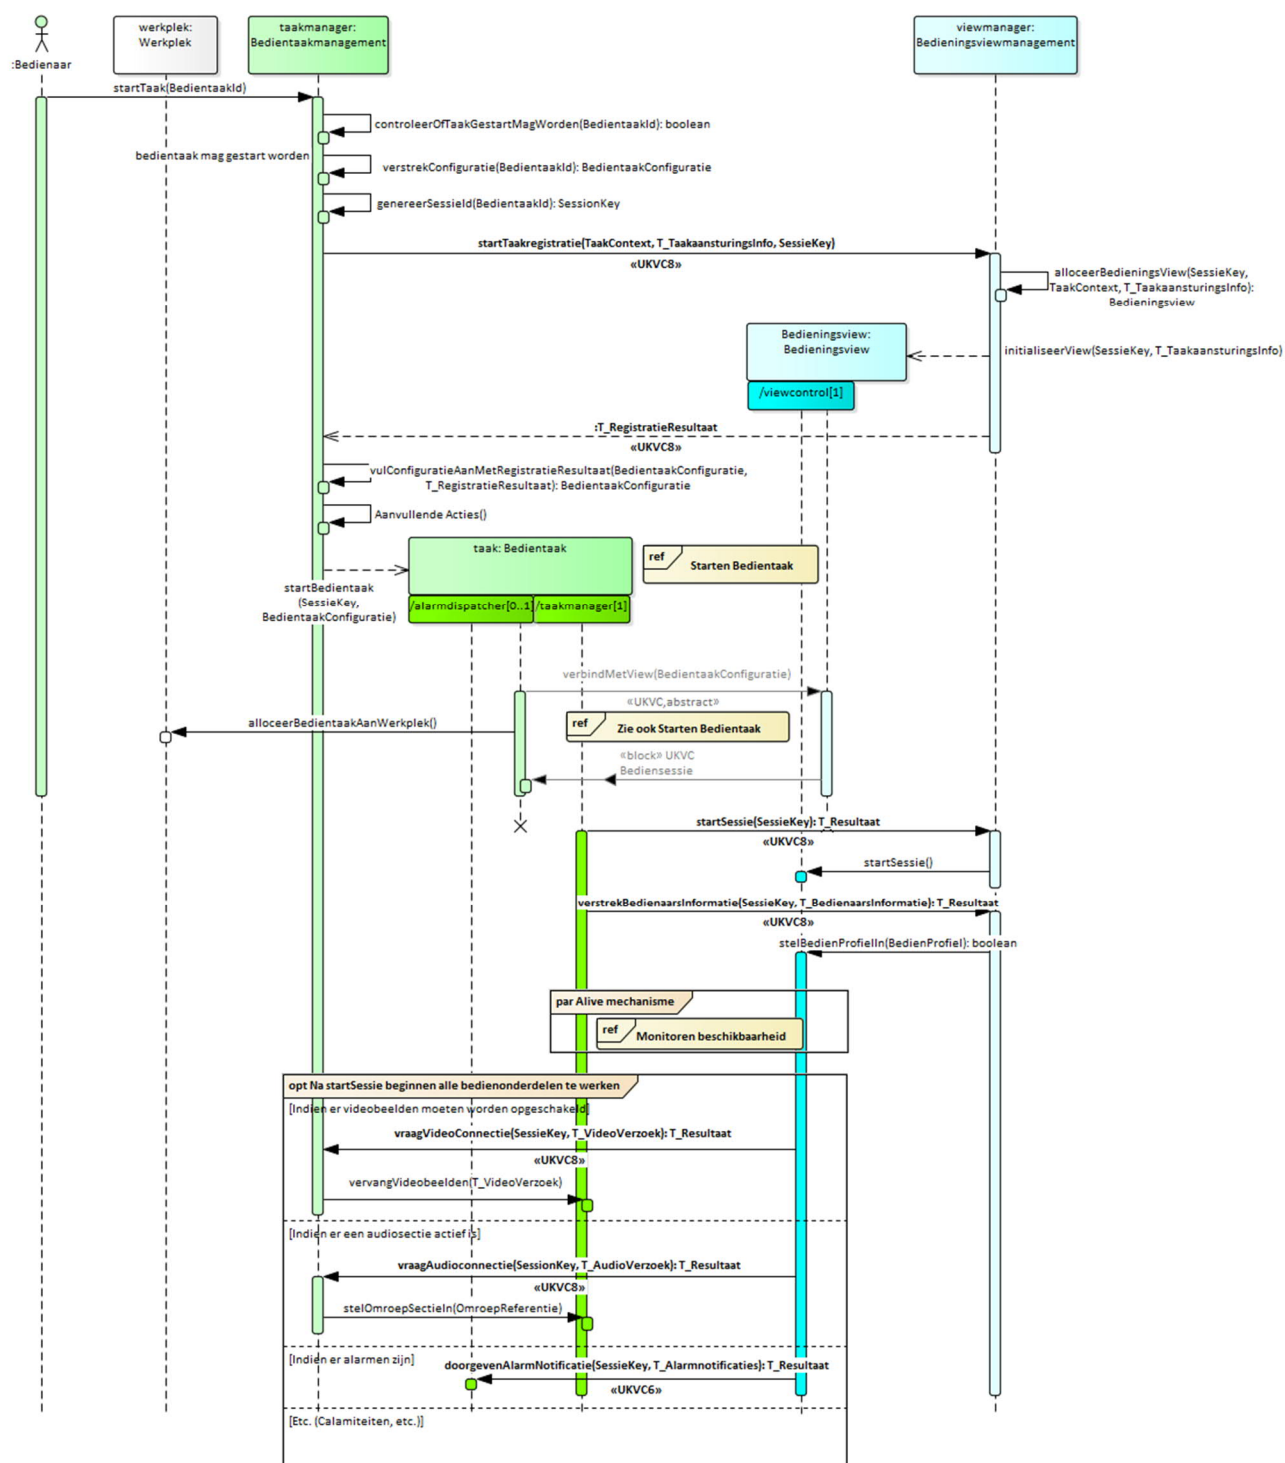 :Bedienaar
werkplek:
Werkplek
taakmanager:
Bedientaakmanagement
viewmanager:
Bedieningsviewmanagement
startTaak(BedientaakId)
controleerOfTaakGestartMagWorden(BedientaakId): boolean
bedientaak mag gestart worden
verstrekConfiguratie(BedientaakId): BedientaakConfiguratie
genereerSessieId(BedientaakId): SessionKey
startTaakregistratie(TaakContext, T_TaakaansturingsInfo, SessieKey)
«UKVC8»
alloceerBedieningsView(SessieKey,
TaakContext, T_TaakaansturingsInfo):
Bedieningsview
Bedieningsview:
Bedieningsview
initialiseerView(SessieKey, T_TaakaansturingsInfo)
/viewcontrol[1]
:T_RegistratieResultaat
«UKVC8»
vulConfiguratieAanMetRegistratieResultaat(BedientaakConfiguratie,
T_RegistratieResultaat): BedientaakConfiguratie
Aanvullende Acties()
taak: Bedientaak
ref
Starten Bedientaak
startBedientaak
(SessieKey,
BedientaakConfiguratie)
/alarmdispatcher[0..1]
/taakmanager[1]
verbindMetView(BedientaakConfiguratie)
«UKVC,abstract»
alloceerBedientaakAanWerkplek()
ref
Zie ook Starten Bedientaak
«block» UKVC
Bediensessie
startSessie(SessieKey): T_Resultaat
«UKVC8»
startSessie()
verstrekBedienaarsInformatie(SessieKey, T_BedienaarsInformatie): T_Resultaat
«UKVC8»
stelBedienProfielIn(BedienProfiel): boolean
par Alive mechanisme
ref
Monitoren beschikbaarheid
opt Na startSessie beginnen alle bedienonderdelen te werken
[Indien er videobeelden moeten worden opgeschakeld]
vraagVideoConnectie(SessieKey, T_VideoVerzoek): T_Resultaat
«UKVC8»
vervangVideobeelden(T_VideoVerzoek)
[Indien er een audiosectie actief is]
vraagAudioconnectie(SessionKey, T_AudioVerzoek): T_Resultaat
«UKVC8»
stelOmroepSectieIn(OmroepReferentie)
[Indien er alarmen zijn]
doorgevenAlarmNotificatie(SessieKey, T_Alarmnotificaties): T_Resultaat
«UKVC6»
[Etc. (Calamiteiten, etc.)]